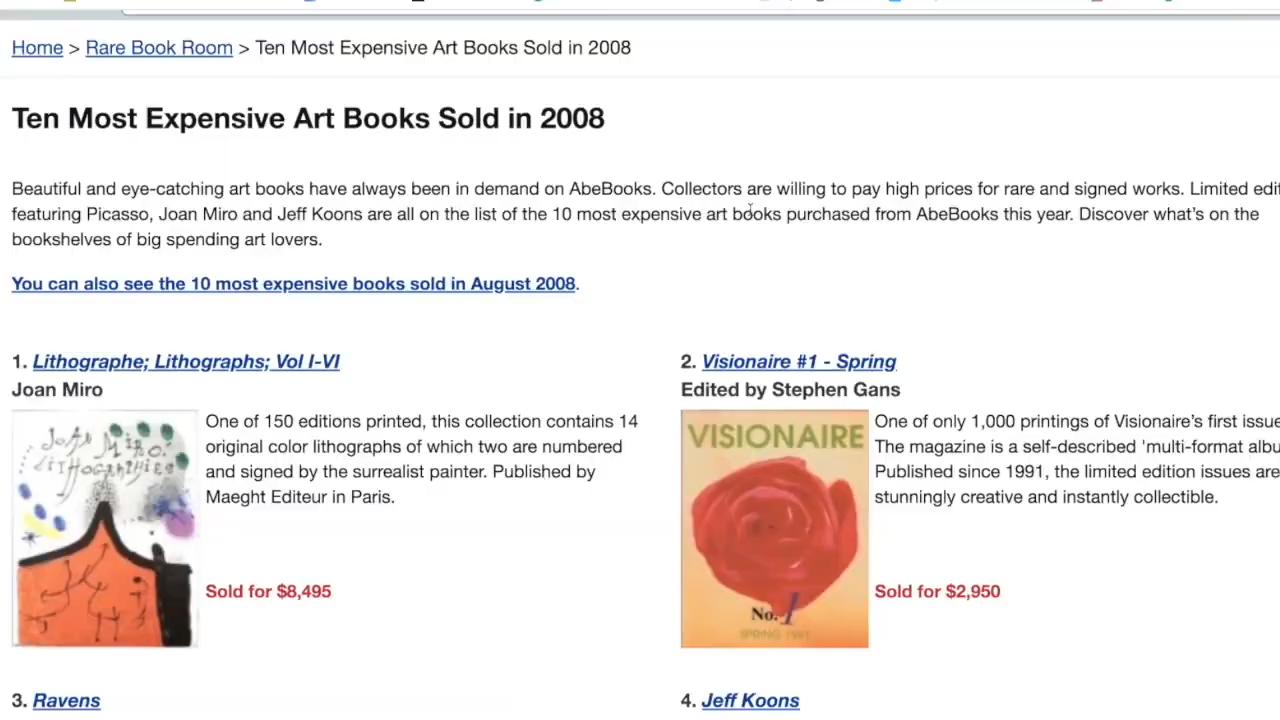 Home > Rare Book Room > Ten Most Expensive Art Books Sold in 2008
Ten Most Expensive Art Books Sold in 2008
Beautiful and eye-catching art books have always been in demand on AbeBooks. Collectors are willing to pay high prices for rare and signed works. Limited edit
featuring Picasso, Joan Miro and Jeff Koons are all on the list of the 10 most expensive art books purchased from AbeBooks this year. Discover what's on the
bookshelves of big spending art lovers.
You can also see the 10 most expensive books sold in August 2008.
1. Lithographe; Lithographs; Vol I-VI
Joan Miro
JOAN MIRO:
LITHOGRAPHIES
One of 150 editions printed, this collection contains 14
original color lithographs of which two are numbered
and signed by the surrealist painter. Published by
Maeght Editeur in Paris.
Sold for $8,495
2. Visionaire #1 - Spring
Edited by Stephen Gans
VISIONAIRE
No. 1
SPRING 1991
One of only 1,000 printings of Visionaire's first issue
The magazine is a self-described 'multi-format albu
Published since 1991, the limited edition issues are
stunningly creative and instantly collectible.
Sold for $2,950
3. Ravens
4. Jeff Koons